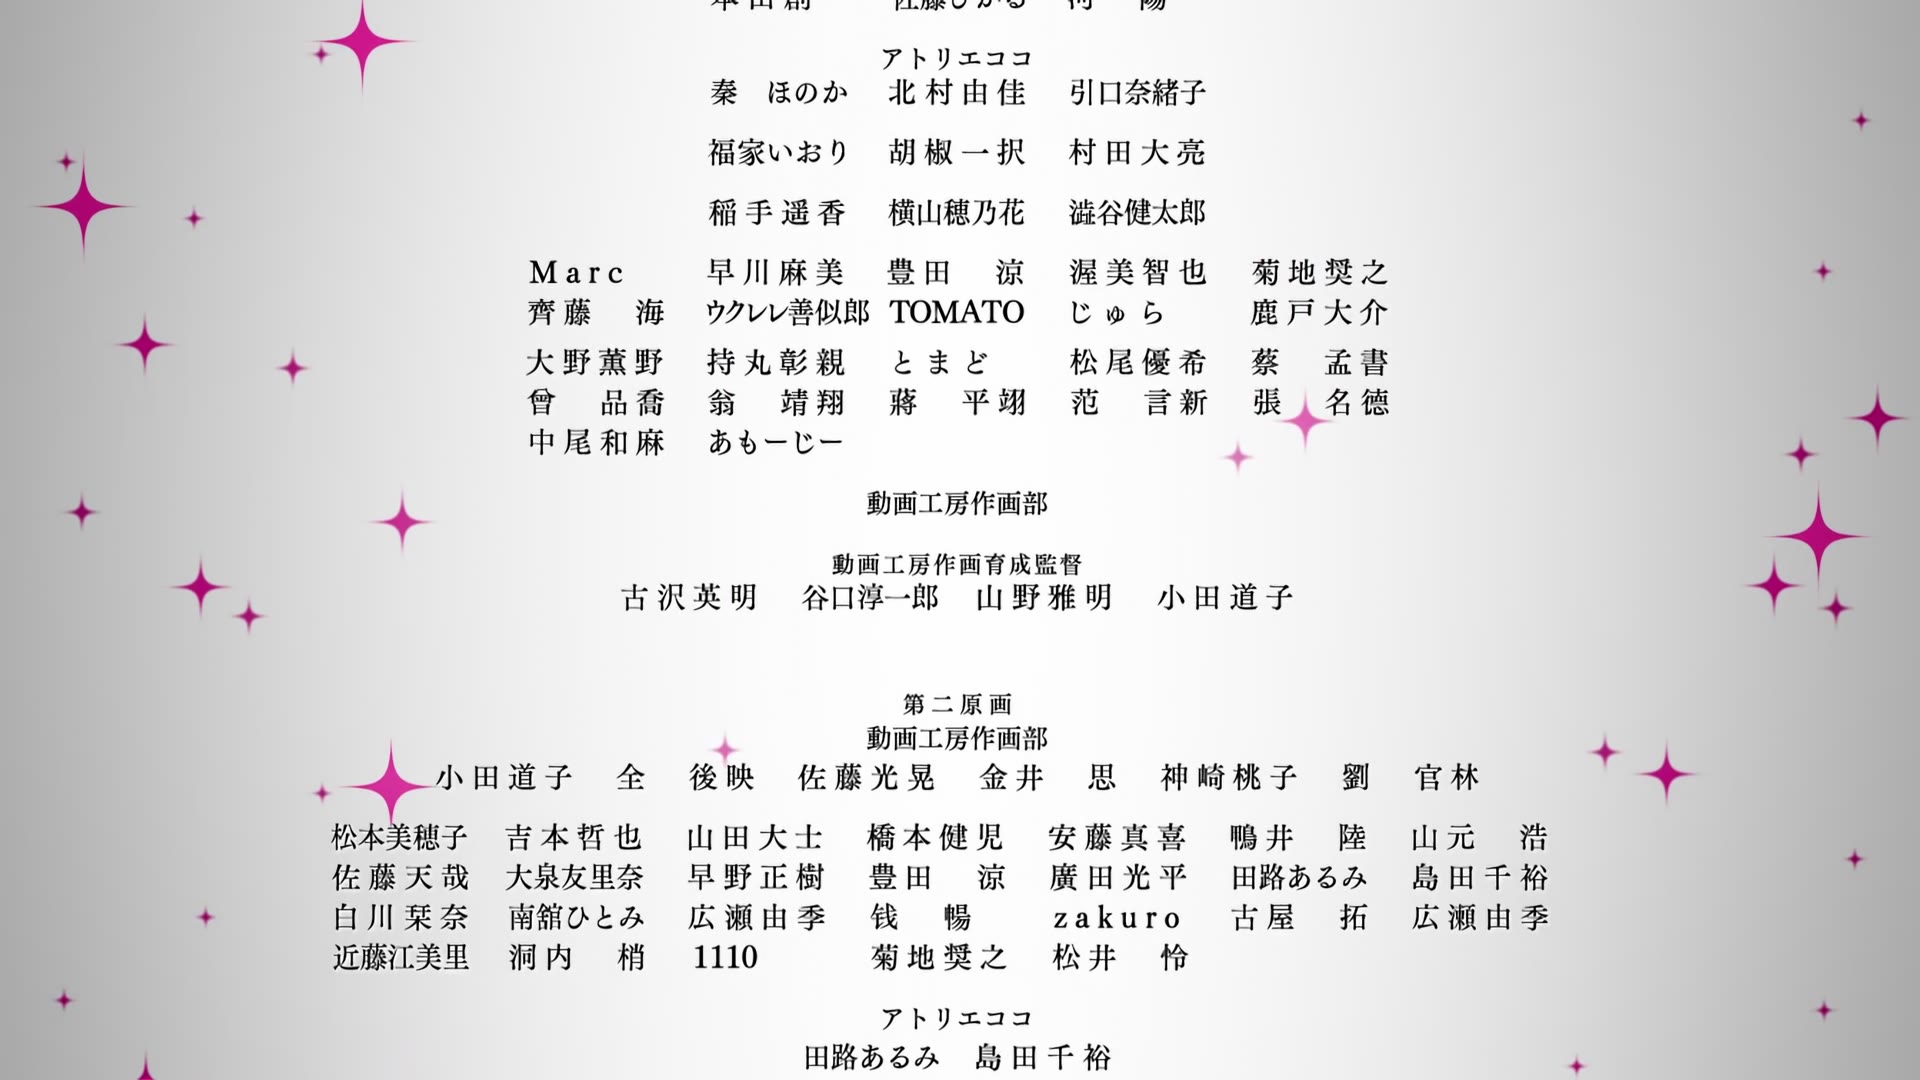 アトリエココ
秦 ほのか 北村由佳 引口奈緒子
福家いおり 胡椒一択 村田大亮
稲手遥香 横山穂乃花 澁谷健太郎
Marc 早川麻美 豊田 涼 渥美智也 菊地奨之
齊藤 海 ウクレレ善似郎 TOMATO じゅら 鹿戸大介
大野薫野 持丸彰親 とまど 松尾優希 蔡 孟書
曾 品喬 翁 靖翔 蔣 平翊 范 言新 張 名德
中尾和麻 あもーじー
動画工房作画部
動画工房作画育成監督
古沢英明 谷口淳一郎 山野雅明 小田道子
第二原画
動画工房作画部
小田道子 全 後映 佐藤光晃 金井 思 神崎桃子 劉 官林
松本美穂子 吉本哲也 山田大士 橋本健児 安藤真喜 鴨井 陸 山元 浩
佐藤天哉 大泉友里奈 早野正樹 豊田 涼 廣田光平 田路あるみ 島田千裕
白川栞奈 南舘ひとみ 広瀬由季 钱 暢 zakuro 古屋 拓 広瀬由季
近藤江美里 洞内 梢 1110 菊地奨之 松井 怜
アトリエココ
田路あるみ 島田千裕